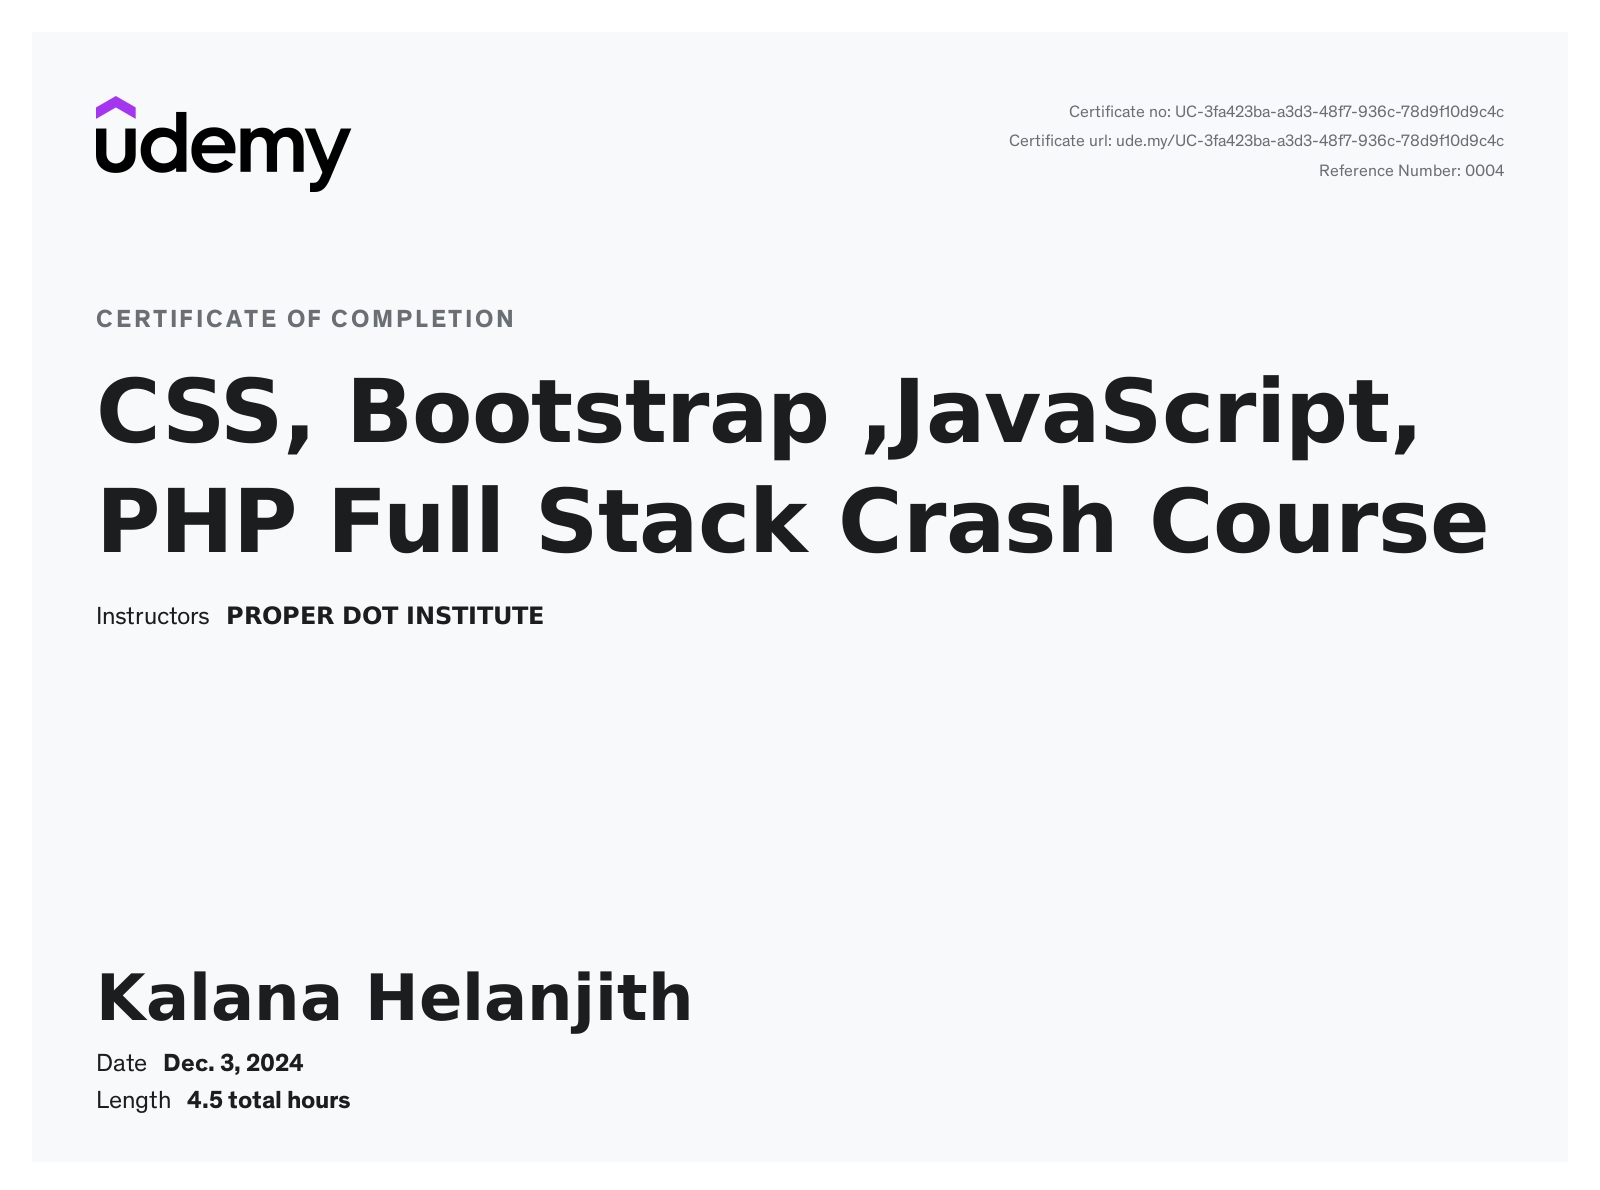 udemy
Certificate no: UC-3fa423ba-a3d3-48f7-936c-78d9f10d9c4c
Certificate url: ude.my/UC-3fa423ba-a3d3-48f7-936c-78d9f10d9c4c
Reference Number: 0004
CERTIFICATE OF COMPLETION
CSS, Bootstrap ,JavaScript,
PHP Full Stack Crash Course
Instructors PROPER DOT INSTITUTE
Kalana Helanjith
Date Dec. 3, 2024
Length 4.5 total hours